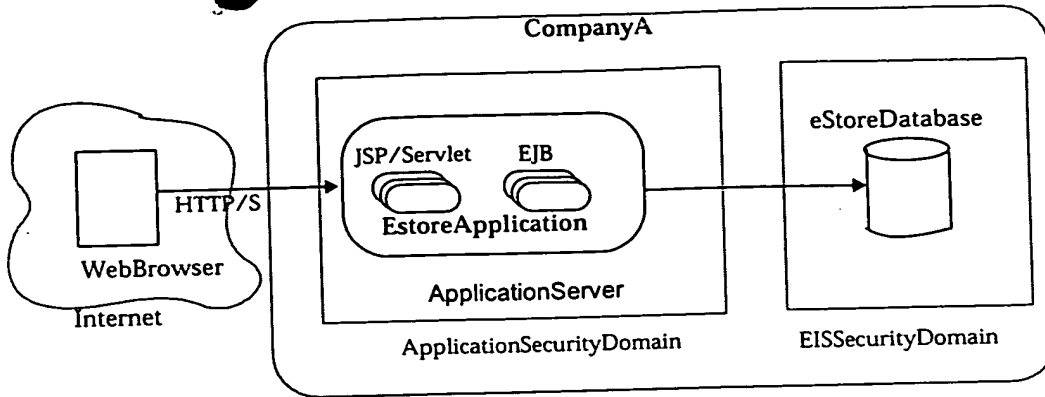 CompanyA
eStoreDatabase
JSP/Servlet EJB
HTTP/S
EstoreApplication
WebBrowser
ApplicationServer
Internet
ApplicationSecurityDomain
EISSecurityDomain